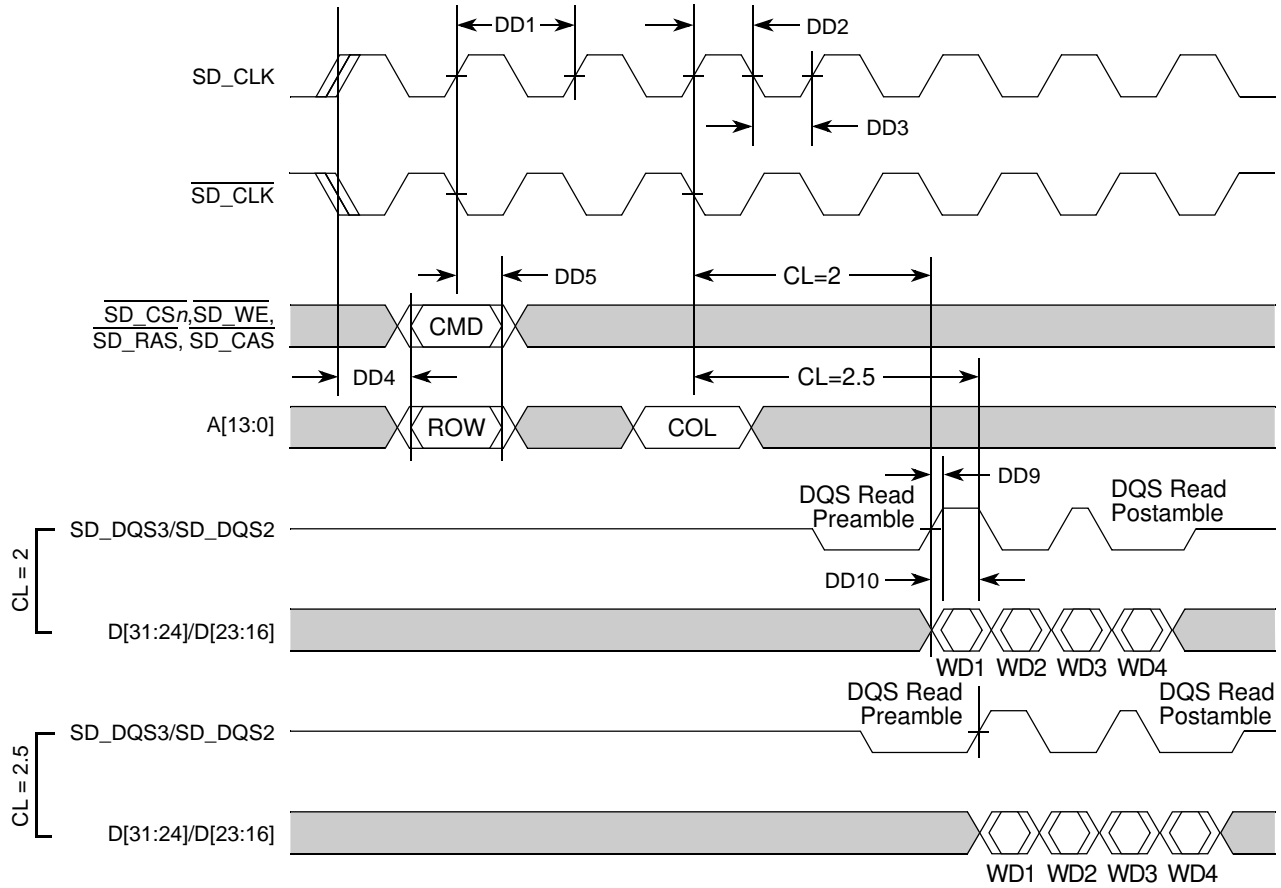 DD1
DD2
SD_CLK
DD3
SD_CLK
DD5
CL=2
SD_CSn,SD_WE,
SD_RAS, SD_CAS
CMD
DD4
CL=2.5
A[13:0]
ROW
COL
DD9
DQS Read
Preamble
DQS Read
Postamble
SD_DQS3/SD_DQS2
CL = 2
DD10
D[31:24]/D[23:16]
WD1 WD2 WD3 WD4
DQS Read
Preamble
DQS Read
Postamble
SD_DQS3/SD_DQS2
CL = 2.5
D[31:24]/D[23:16]
WD1 WD2 WD3 WD4